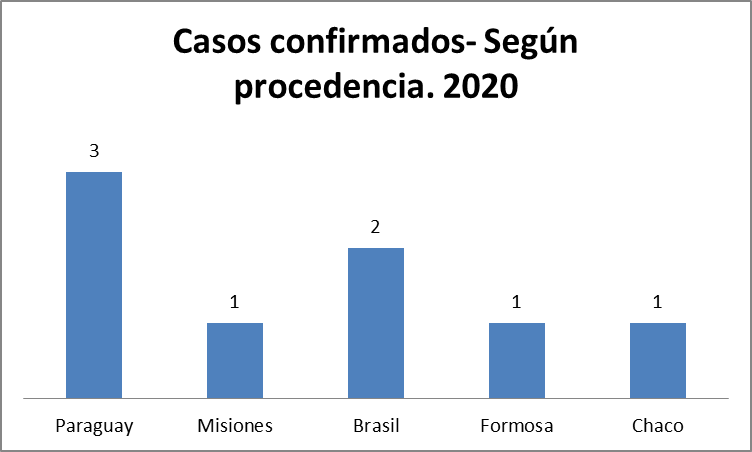 Casos confirmados- Según
procedencia. 2020
3
1
2
1
1
Paraguay
Misiones
Brasil
Formosa
Chaco